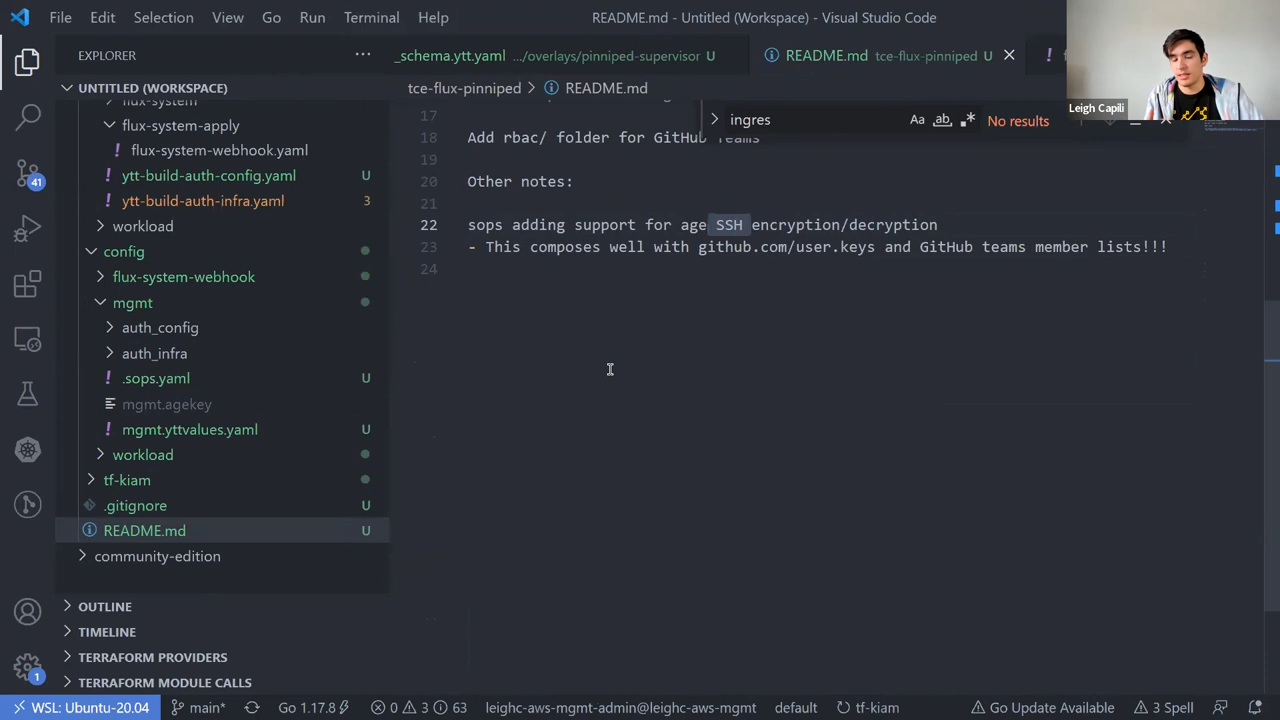 File Edit Selection View Go Run Terminal Help
README.md - Untitled (Workspace) - Visual Studio Code
EXPLORER
_schema.ytt.yaml .../overlays/pinniped-supervisor U
README.md tce-flux-pinniped U
UNTITLED (WORKSPACE)
tce-flux-pinniped > README.md
flux-system
flux-system-apply
flux-system-webhook.yaml
ytt-build-auth-config.yaml U
ytt-build-auth-infra.yaml 3
workload
config
flux-system-webhook
mgmt
auth_config
auth_infra
.sops.yaml U
mgmt.agekey
mgmt.yttvalues.yaml U
workload
tf-kiam
.gitignore U
README.md U
community-edition
OUTLINE
TIMELINE
TERRAFORM PROVIDERS
TERRAFORM MODULE CALLS
41
1
ingres
Aa ab No results
17
18 Add rbac/ folder for GitHub Teams
19
20 Other notes:
21
22 sops adding support for age SSH encryption/decryption
23 - This composes well with github.com/user.keys and GitHub teams member lists!!!
24
Leigh Capili
WSL: Ubuntu-20.04 main* Go 1.17.8 0 3 63 leighc-aws-mgmt-admin@leighc-aws-mgmt default tf-kiam Go Update Available 3 Spell